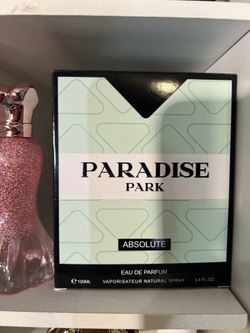 PARADISE
PARK
ABSOLUTE
EAU DE PARFUM
℮ 100ML VAPORISATEUR NATURAL SPRAY 3.4 FL.OZ